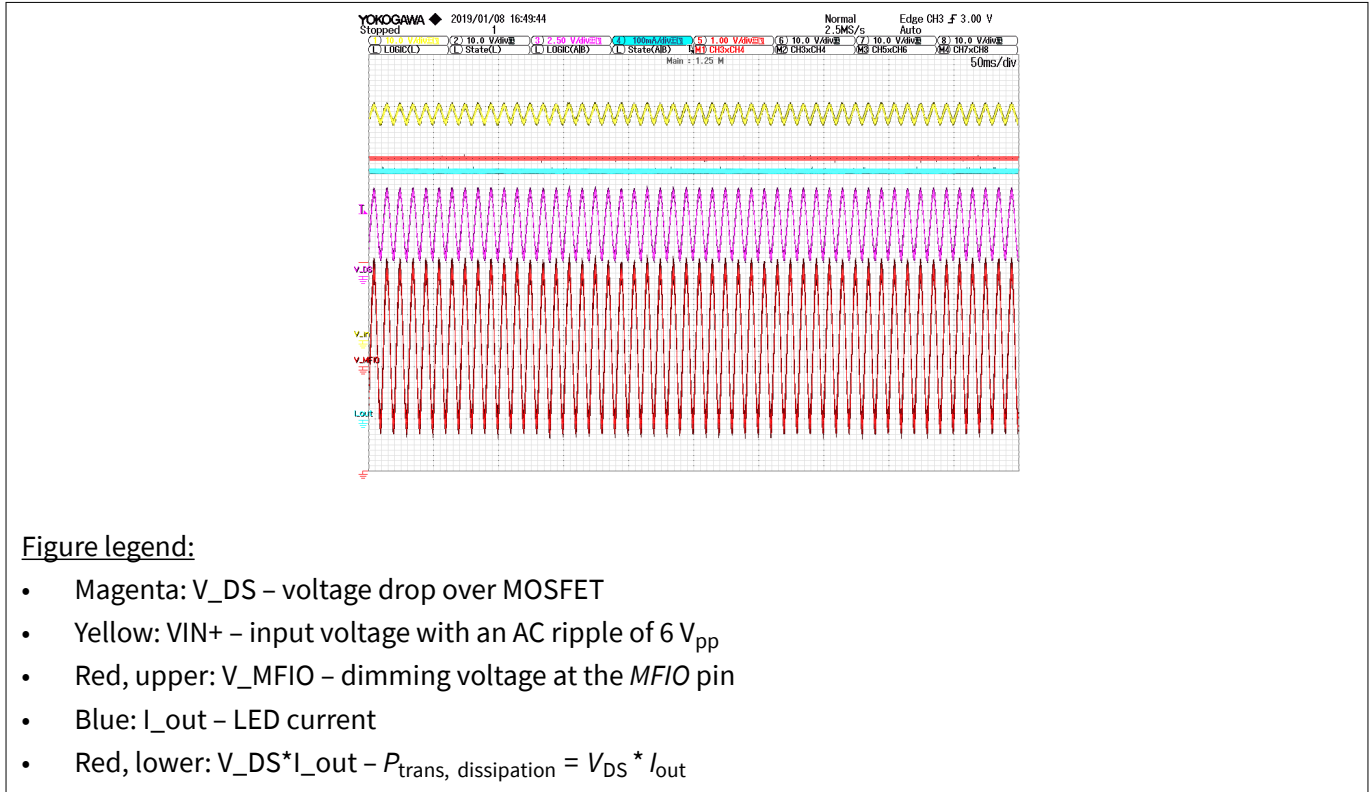 YOKOGAWA ◆ 2019/01/08 16:49:44 Normal Edge CH3 3.00 V
Stopped 1 2.5MS/s Auto
1 10.0 V/div 2 10.0 V/div 3 2.50 V/div 4 100mA/div 5 1.00 V/div 6 10.0 V/div 7 10.0 V/div 8 10.0 V/div
L LOGIC(L) L State(L) L LOGIC(A|B) L State(A|B) M1 CH3xCH4 M2 CH3xCH4 M3 CH5xCH6 M4 CH7xCH8
Main : 1.25 M 50ms/div
V_DS
V_in
V_MFIO
I_out
Figure legend:
• Magenta: V_DS – voltage drop over MOSFET
• Yellow: VIN+ – input voltage with an AC ripple of 6 Vpp
• Red, upper: V_MFIO – dimming voltage at the MFIO pin
• Blue: I_out – LED current
• Red, lower: V_DS*I_out – Ptrans, dissipation = VDS * Iout